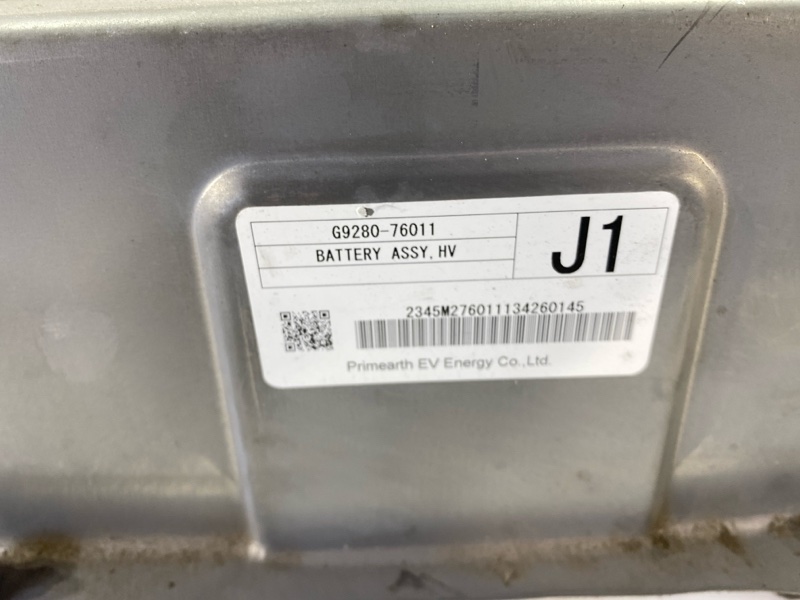 G9280-76011
BATTERY ASSY,HV
J1
2345M276011134260145
Primearth EV Energy Co.,Ltd.